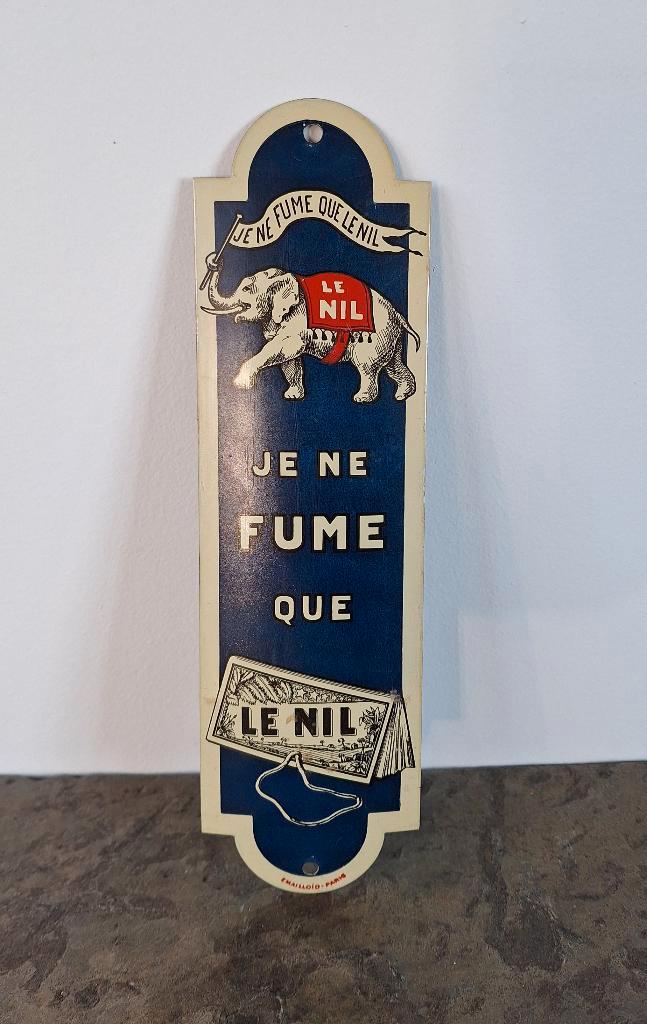 JE NE FUME QUE LE NIL
LE
NIL
JE NE
FUME
QUE
LE NIL
EMAILLOÏD - PARIS